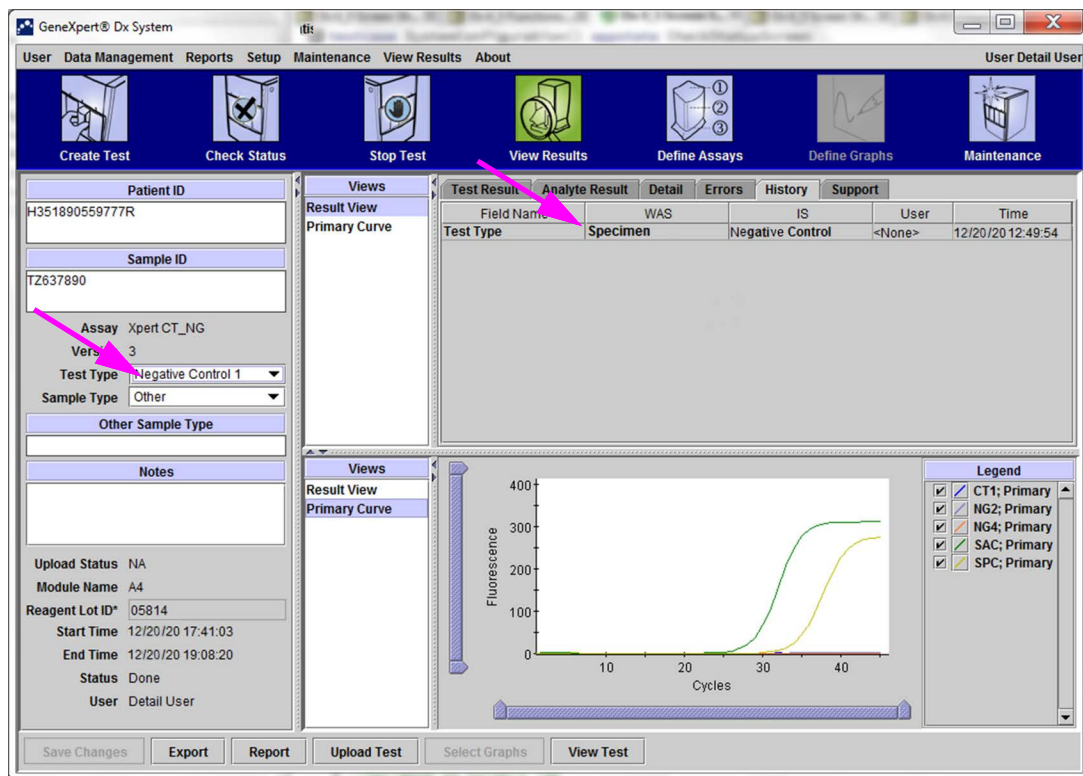 GeneXpert® Dx System
User Data Management Reports Setup Maintenance View Results About User Detail User
Create Test Check Status Stop Test View Results Define Assays Define Graphs Maintenance
Patient ID
H351890559777R
Sample ID
TZ637890
Assay Xpert CT_NG
3
Test Type Negative Control 1
Sample Type Other
Other Sample Type
Notes
Upload Status NA
Module Name A4
Reagent Lot ID* 05814
Start Time 12/20/20 17:41:03
End Time 12/20/20 19:08:20
Status Done
User Detail User
Views
Result View
Primary Curve
Test Result Analyte Result Detail Errors History Support
Field Name WAS IS User Time
Test Type Specimen Negative Control <None> 12/20/20 12:49:54
Views
Result View
Primary Curve
400
300
200
100
0
Fluorescence
10 20 30 40
Cycles
Legend
CT1; Primary
NG2; Primary
NG4; Primary
SAC; Primary
SPC; Primary
Save Changes Export Report Upload Test Select Graphs View Test